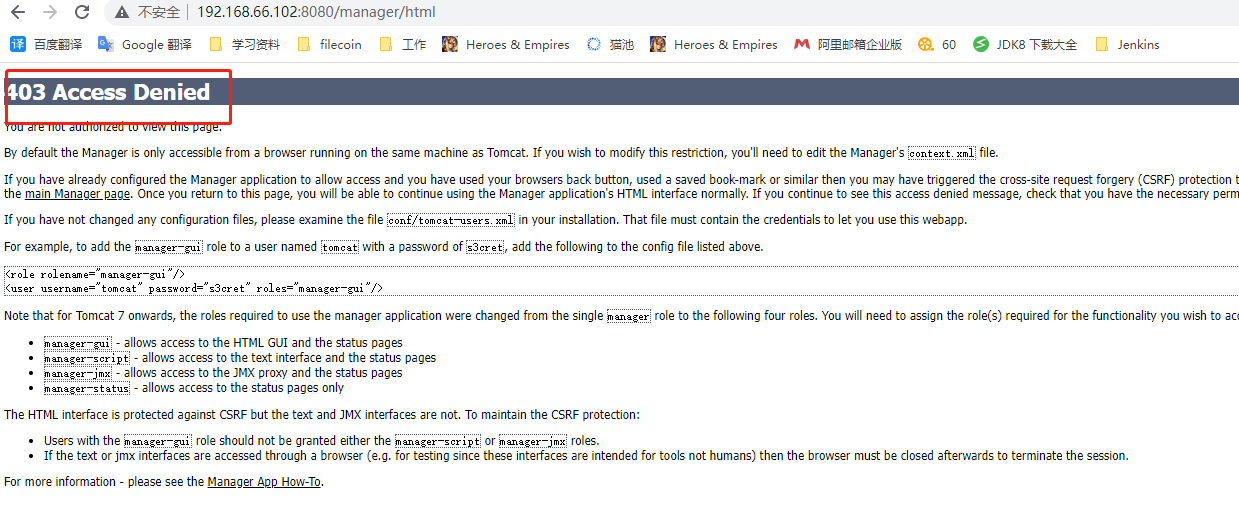 不安全 192.168.66.102:8080/manager/html
百度翻译 Google 翻译 学习资料 filecoin 工作 Heroes & Empires 猫池 Heroes & Empires 阿里邮箱企业版 60 JDK8 下载大全 Jenkins
403 Access Denied
You are not authorized to view this page.
By default the Manager is only accessible from a browser running on the same machine as Tomcat. If you wish to modify this restriction, you'll need to edit the Manager's context.xml file.
If you have already configured the Manager application to allow access and you have used your browsers back button, used a saved book-mark or similar then you may have triggered the cross-site request forgery (CSRF) protection
the main Manager page. Once you return to this page, you will be able to continue using the Manager application's HTML interface normally. If you continue to see this access denied message, check that you have the necessary
If you have not changed any configuration files, please examine the file conf/tomcat-users.xml in your installation. That file must contain the credentials to let you use this webapp.
For example, to add the manager-gui role to a user named tomcat with a password of s3cret, add the following to the config file listed above.
<role rolename="manager-gui"/>
<user username="tomcat" password="s3cret" roles="manager-gui"/>
Note that for Tomcat 7 onwards, the roles required to use the manager application were changed from the single manager role to the following four roles. You will need to assign the role(s) required for the functionality you wish to
manager-gui - allows access to the HTML GUI and the status pages
manager-script - allows access to the text interface and the status pages
manager-jmx - allows access to the JMX proxy and the status pages
manager-status - allows access to the status pages only
The HTML interface is protected against CSRF but the text and JMX interfaces are not. To maintain the CSRF protection:
Users with the manager-gui role should not be granted either the manager-script or manager-jmx roles.
If the text or jmx interfaces are accessed through a browser (e.g. for testing since these interfaces are intended for tools not humans) then the browser must be closed afterwards to terminate the session.
For more information - please see the Manager App How-To.